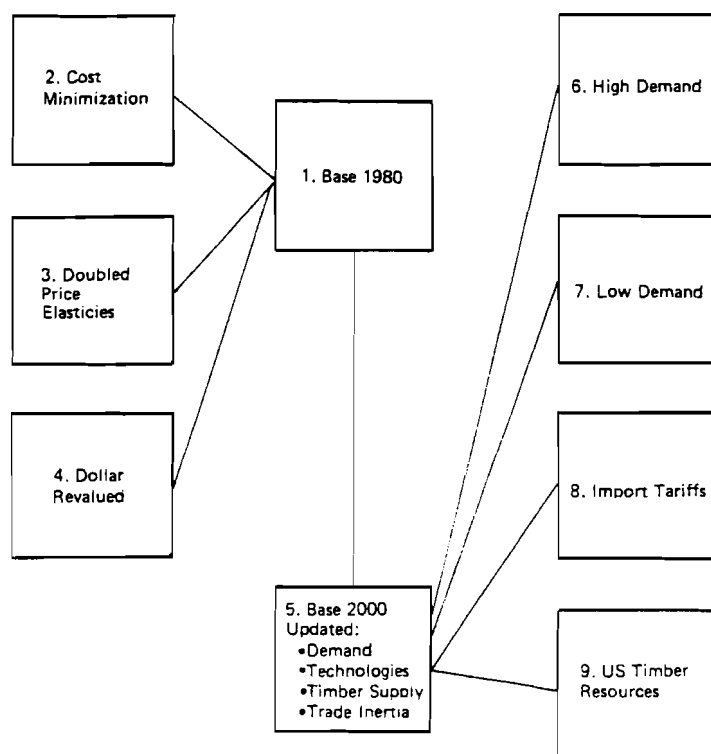 2. Cost
Minimization
1. Base 1980
3. Doubled
Price
Elasticies
4. Dollar
Revalued
5. Base 2000
Updated:
•Demand
•Technologies
•Timber Supply
•Trade Inertia
6. High Demand
7. Low Demand
8. Import Tariffs
9. US Timber
Resources